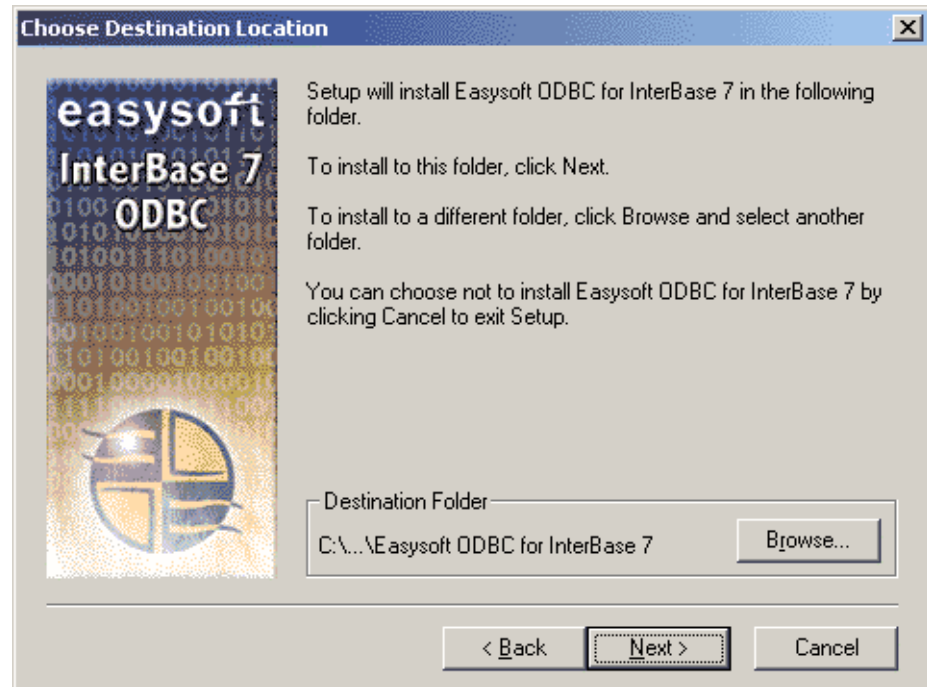 Choose Destination Location
easysoft
InterBase 7
ODBC
Setup will install Easysoft ODBC for InterBase 7 in the following
folder.
To install to this folder, click Next.
To install to a different folder, click Browse and select another
folder.
You can choose not to install Easysoft ODBC for InterBase 7 by
clicking Cancel to exit Setup.
Destination Folder
C:\...\Easysoft ODBC for InterBase 7
Browse...
< Back
Next >
Cancel